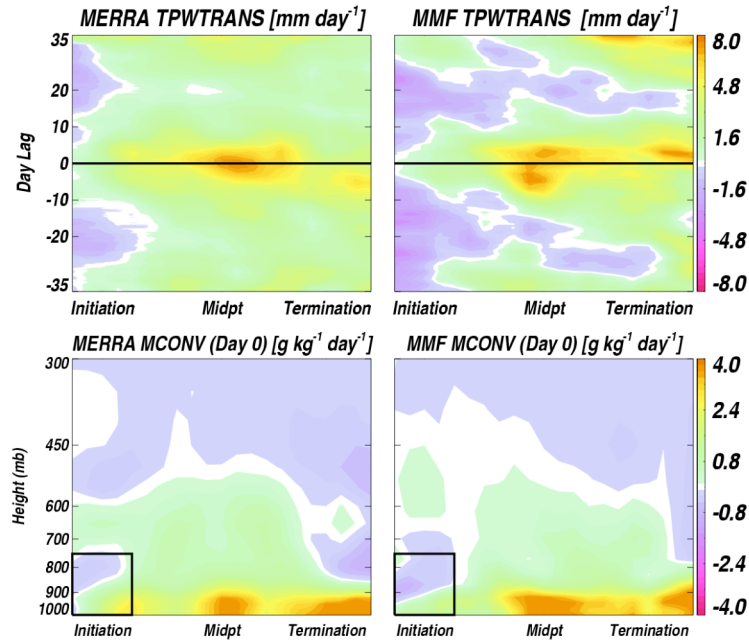 MERRA TPWTRANS [mm day⁻¹] MMF TPWTRANS [mm day⁻¹]
35 8.0
20 4.8
10 1.6
Day Lag 0
-10 -1.6
-20 -4.8
-35 -8.0
Initiation Midpt Termination Initiation Midpt Termination
MERRA MCONV (Day 0) [g kg⁻¹ day⁻¹] MMF MCONV (Day 0) [g kg⁻¹ day⁻¹]
300 4.0
2.4
450
0.8
Height (mb) 600
700 -0.8
800
900 -2.4
1000 -4.0
Initiation Midpt Termination Initiation Midpt Termination